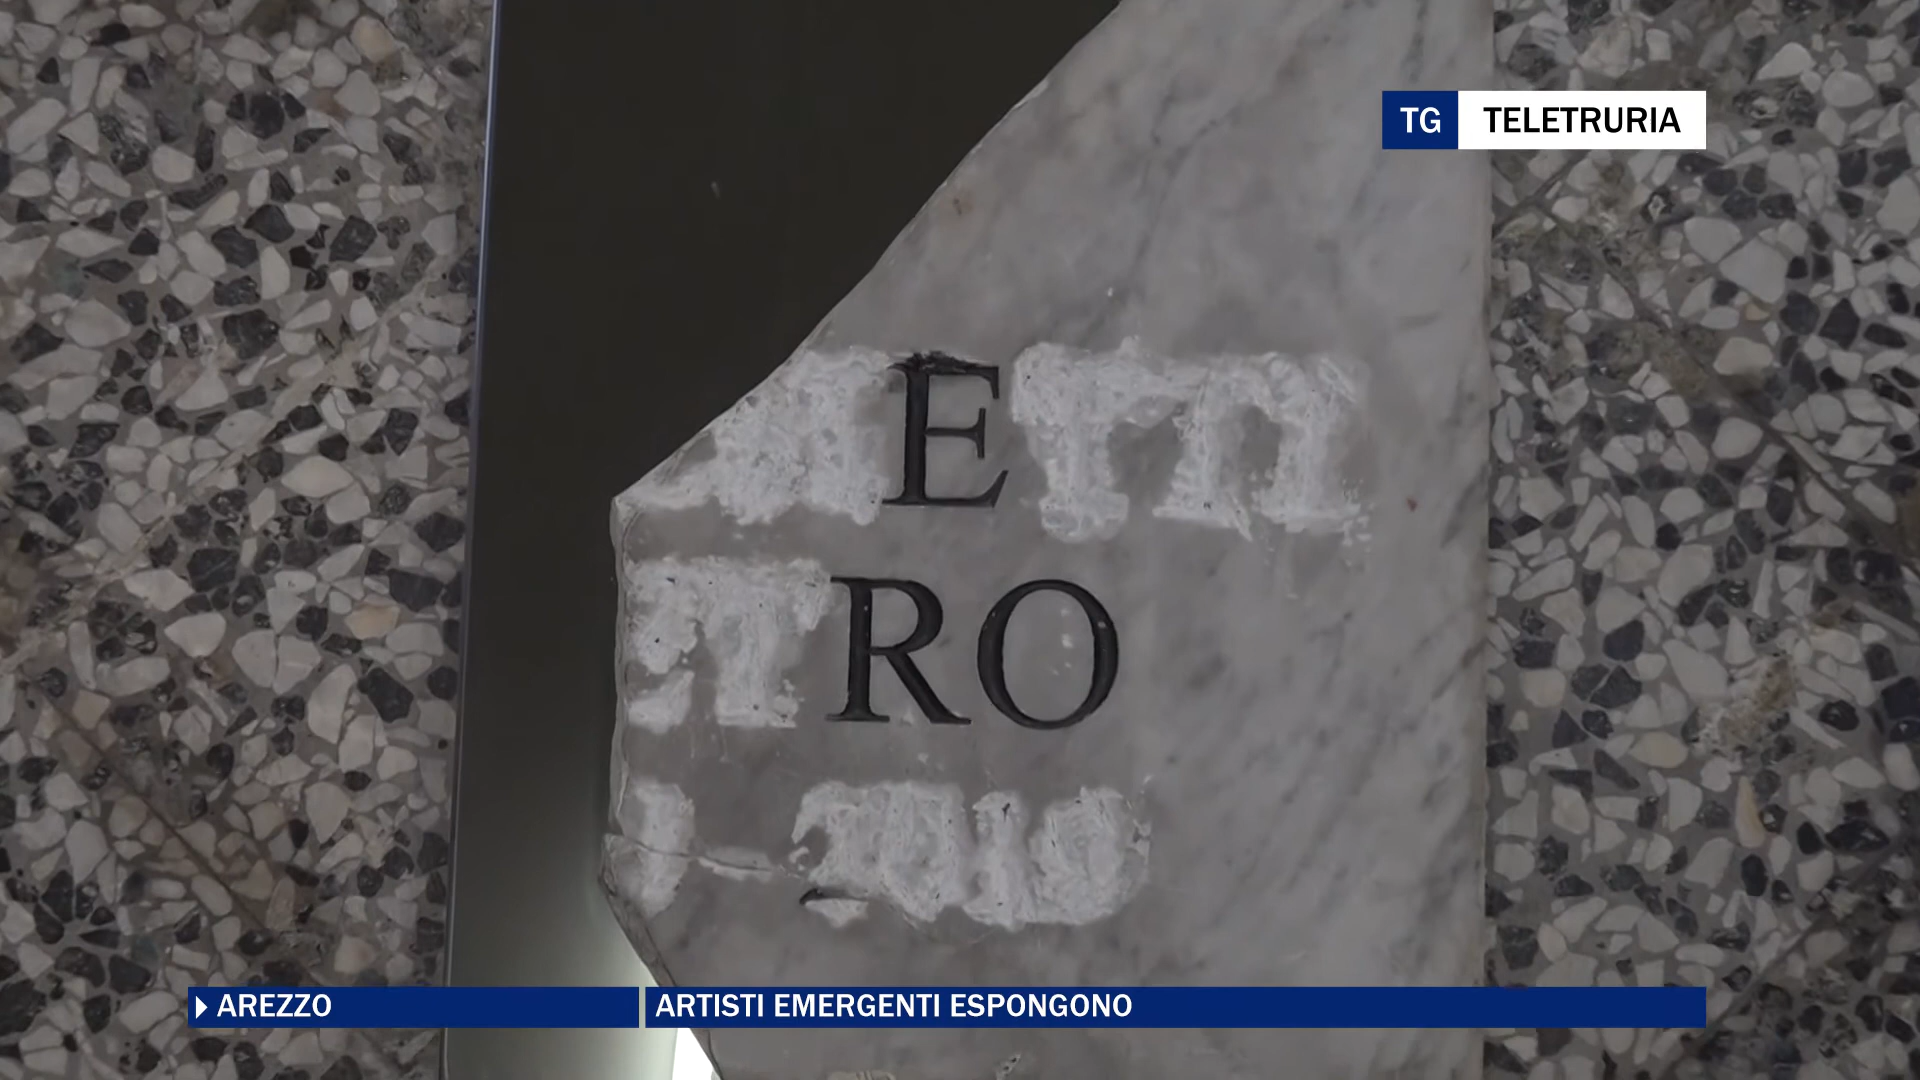 TG TELETRURIA
E
RO
AREZZO
ARTISTI EMERGENTI ESPONGONO